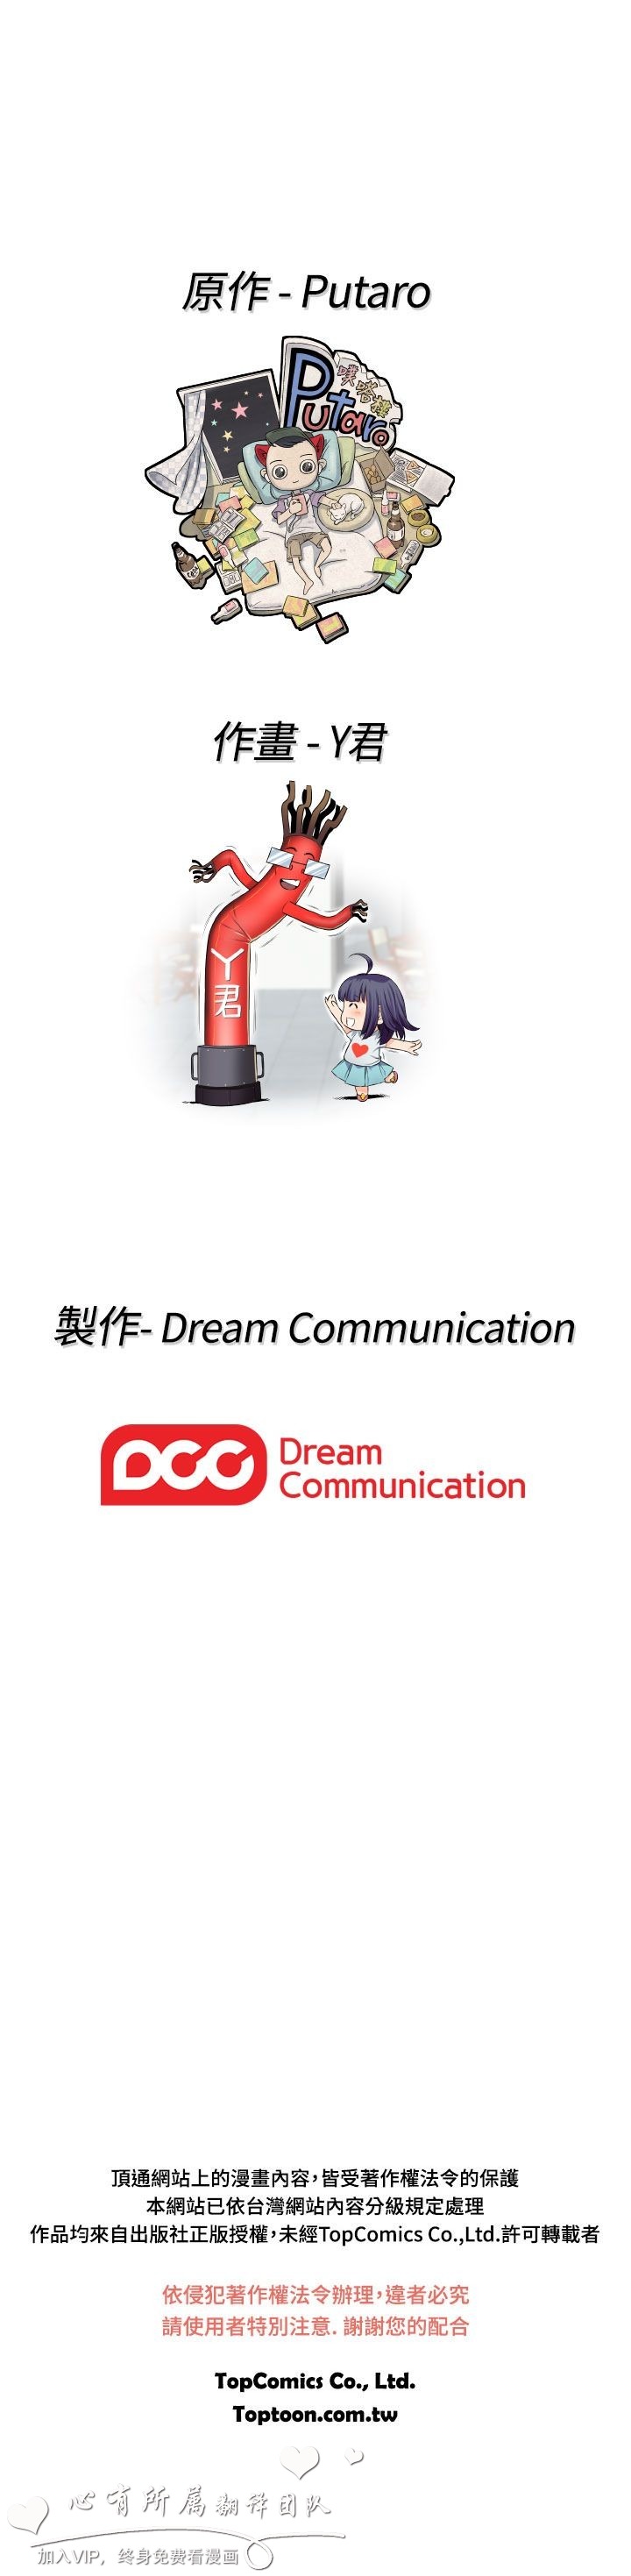 原作 - Putaro
Putaro
噗塔樓
作畫 - Y君
丫君
製作- Dream Communication
DCC
Dream
Communication
頂通網站上的漫畫內容，皆受著作權法令的保護
本網站已依台灣網站內容分級規定處理
作品均來自出版社正版授權，未經TopComics Co.,Ltd.許可轉載者
依侵犯著作權法令辦理，違者必究
請使用者特別注意. 謝謝您的配合
TopComics Co., Ltd.
Toptoon.com.tw
心有所属翻译团队
加入VIP，终身免费看漫画